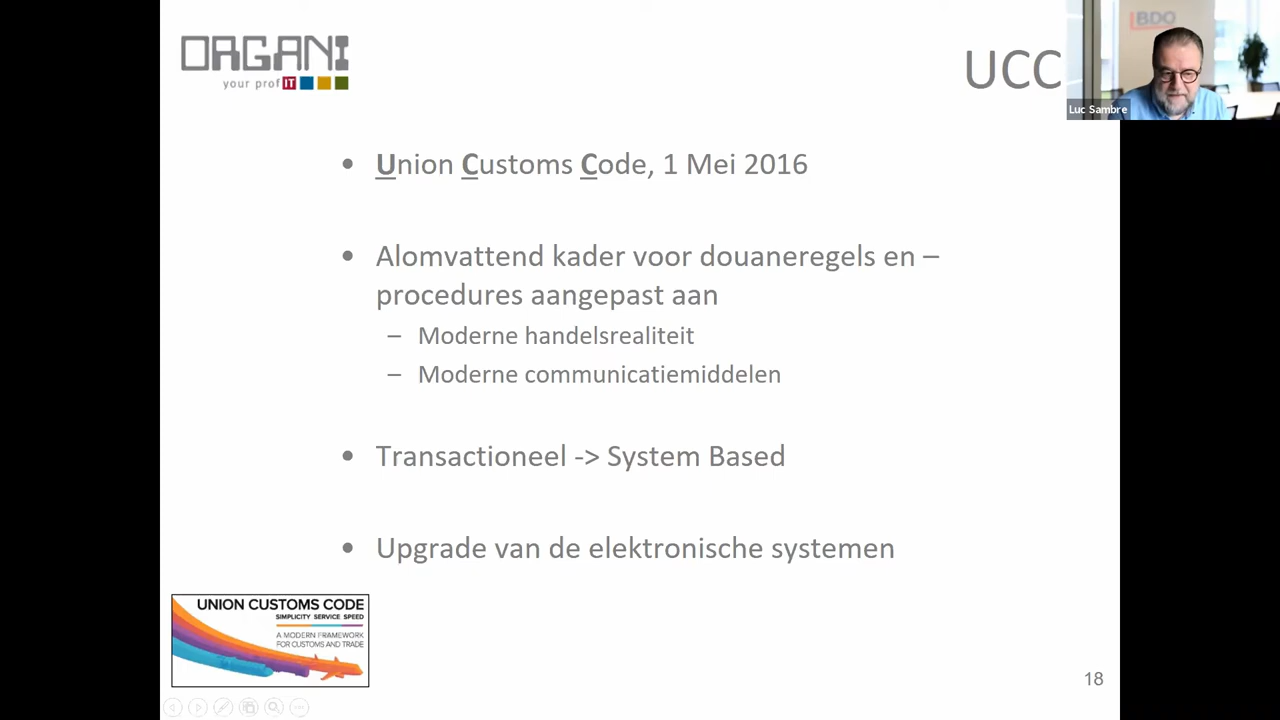 ORGANI
your profIT
UCC
BDO
Luc Sambre
• Union Customs Code, 1 Mei 2016
• Alomvattend kader voor douaneregels en –
procedures aangepast aan
– Moderne handelsrealiteit
– Moderne communicatiemiddelen
• Transactioneel -> System Based
• Upgrade van de elektronische systemen
UNION CUSTOMS CODE
SIMPLICITY SERVICE SPEED
A MODERN FRAMEWORK
FOR CUSTOMS AND TRADE
18